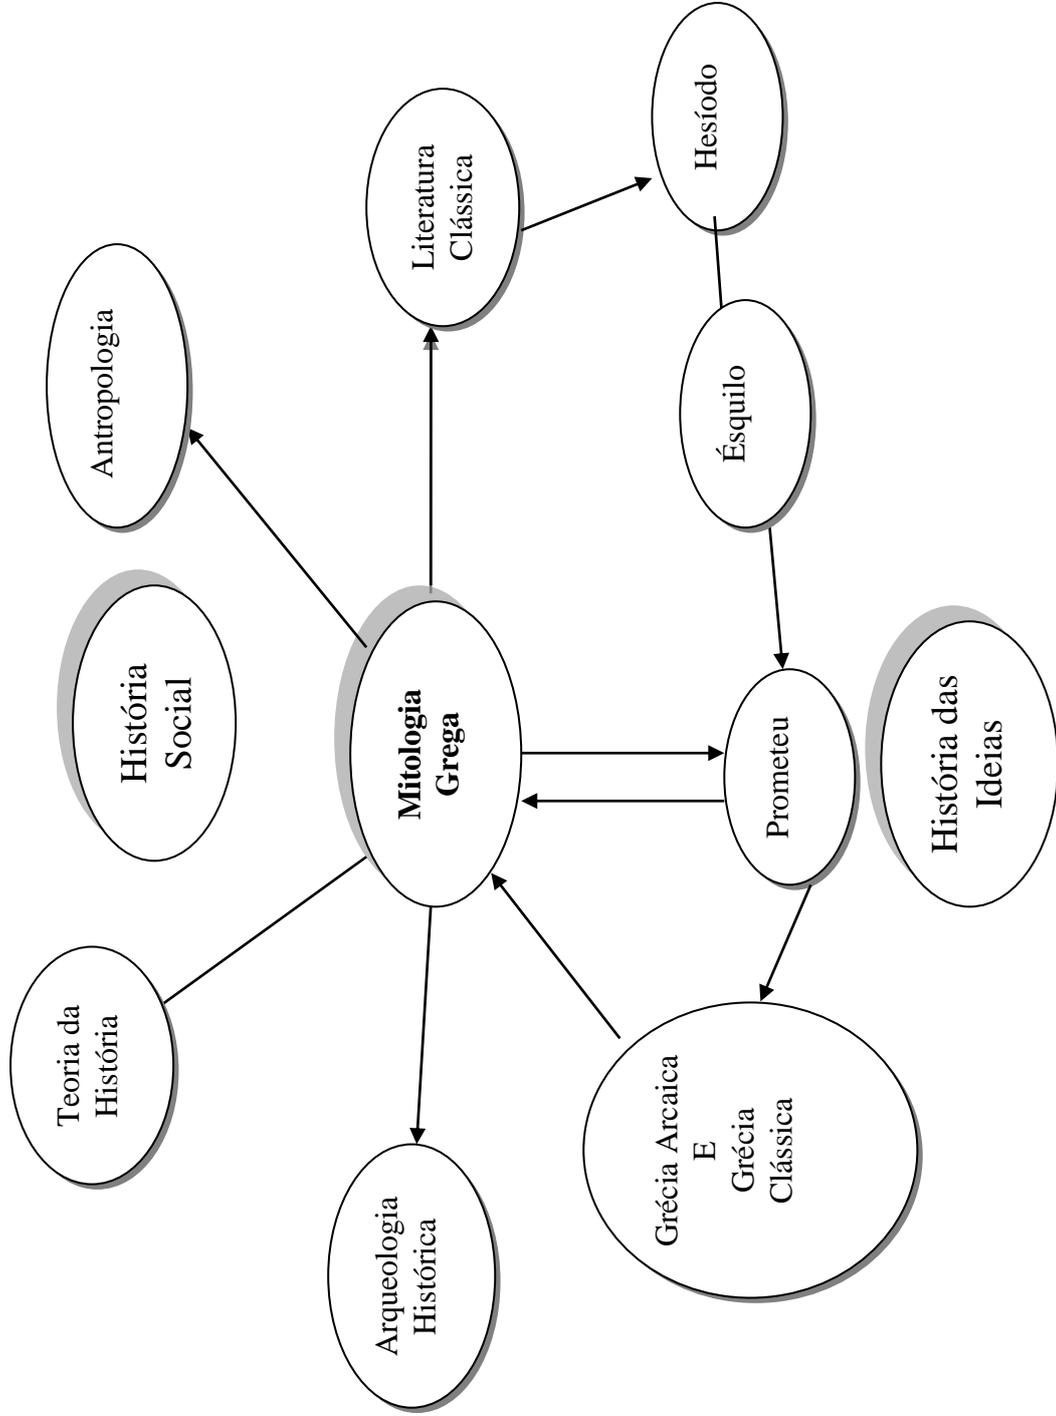 Teoria da
História
História
Social
Antropologia
Arqueologia
Histórica
Mitologia
Grega
Literatura
Clássica
Grécia Arcaica
E
Grécia
Clássica
Prometeu
Ésquilo
Hesíodo
História das
Ideias